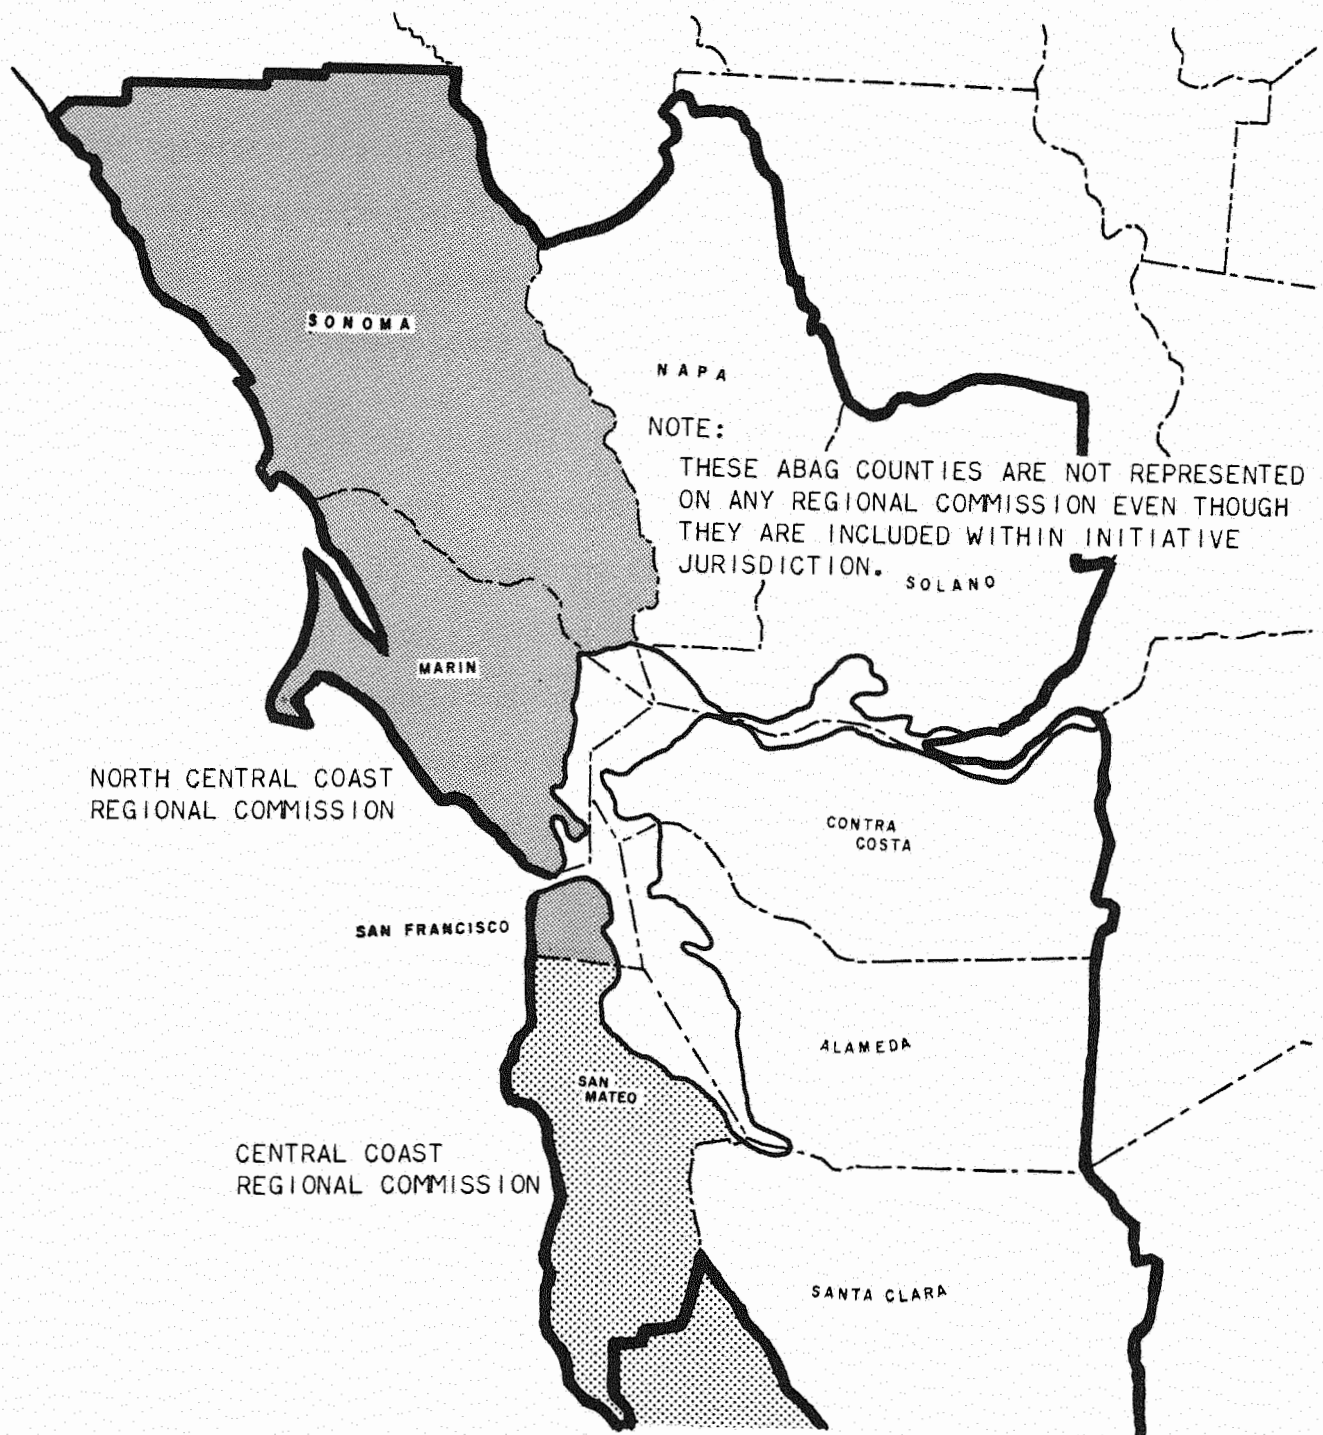 SONOMA
NAPA
NOTE:
THESE ABAG COUNTIES ARE NOT REPRESENTED
ON ANY REGIONAL COMMISSION EVEN THOUGH
THEY ARE INCLUDED WITHIN INITIATIVE
JURISDICTION.
SOLANO
MARIN
NORTH CENTRAL COAST
REGIONAL COMMISSION
CONTRA
COSTA
SAN FRANCISCO
ALAMEDA
SAN
MATEO
CENTRAL COAST
REGIONAL COMMISSION
SANTA CLARA